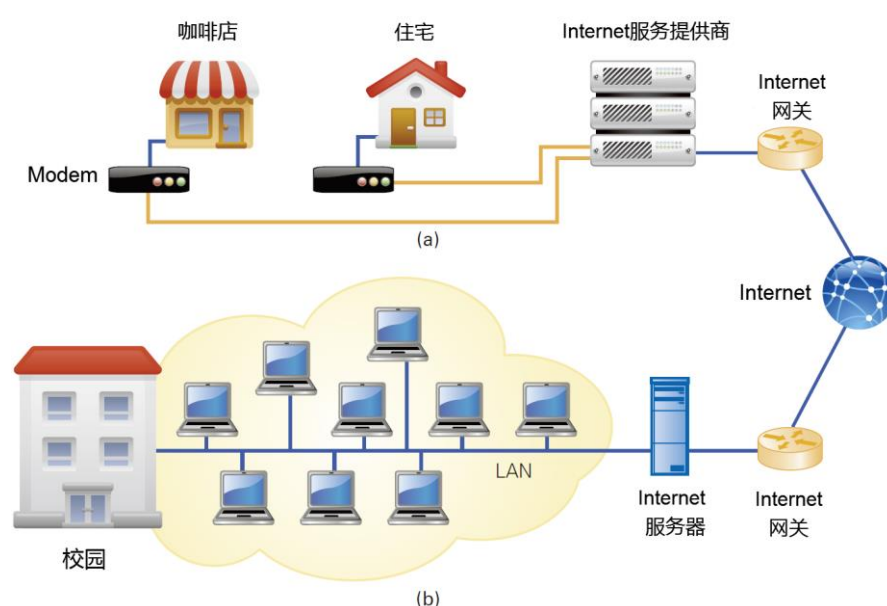 咖啡店
住宅
Internet服务提供商
Internet
网关
Modem
(a)
Internet
LAN
校园
Internet
服务器
Internet
网关
(b)